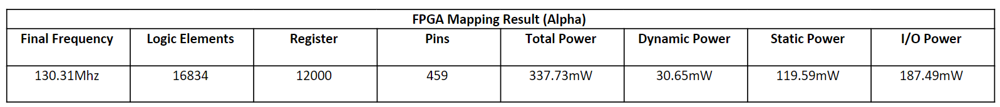 FPGA Mapping Result (Alpha)
Final Frequency Logic Elements Register Pins Total Power Dynamic Power Static Power I/O Power
130.31Mhz 16834 12000 459 337.73mW 30.65mW 119.59mW 187.49mW